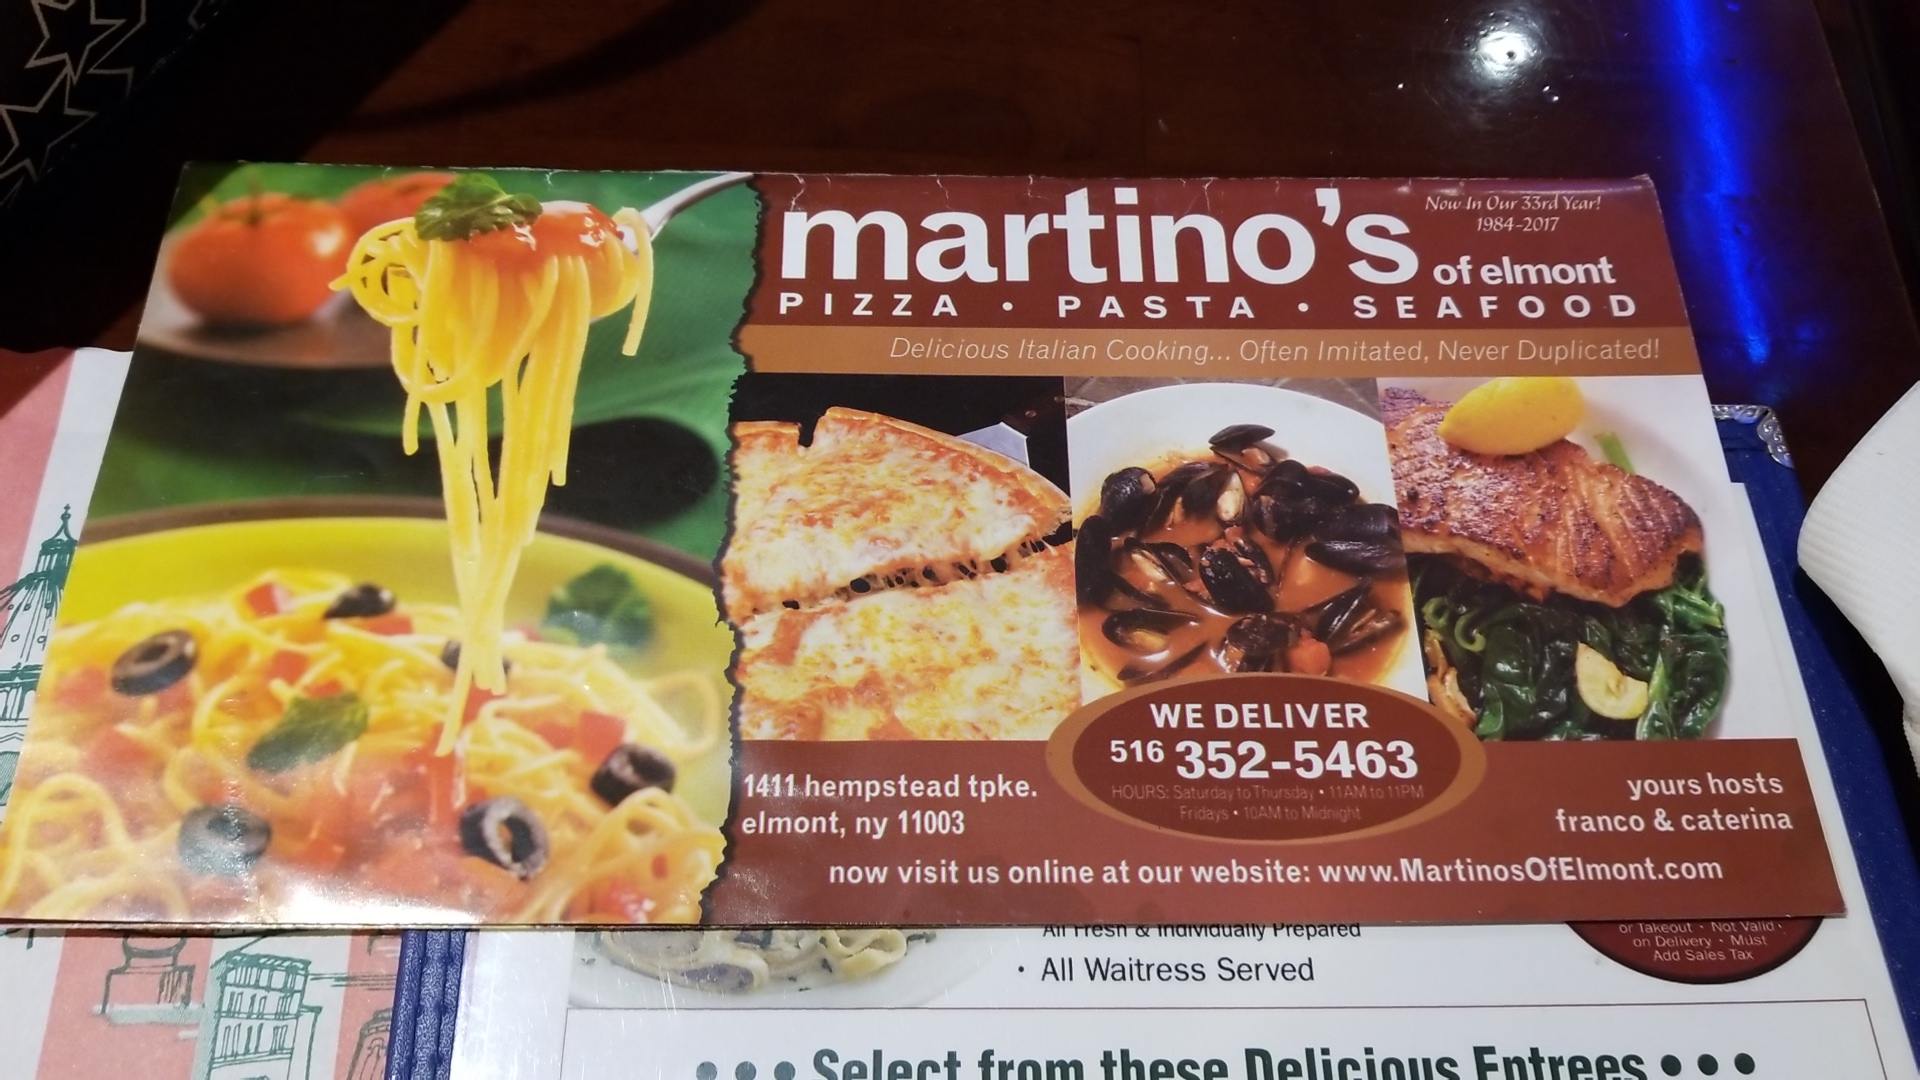 martino's
of elmont
Now In Our 33rd Year!
1984-2017
PIZZA • PASTA • SEAFOOD
Delicious Italian Cooking... Often Imitated, Never Duplicated!
WE DELIVER
516 352-5463
HOURS: Saturday to Thursday • 11AM to 11PM
Fridays • 10AM to Midnight
1411 hempstead tpke.
elmont, ny 11003
yours hosts
franco & caterina
now visit us online at our website: www.MartinosOfElmont.com
All Fresh & Individually Prepared
• All Waitress Served
or Takeout • Not Valid •
on Delivery • Must
Add Sales Tax
• • • Select from these Delicious Entrees • • •